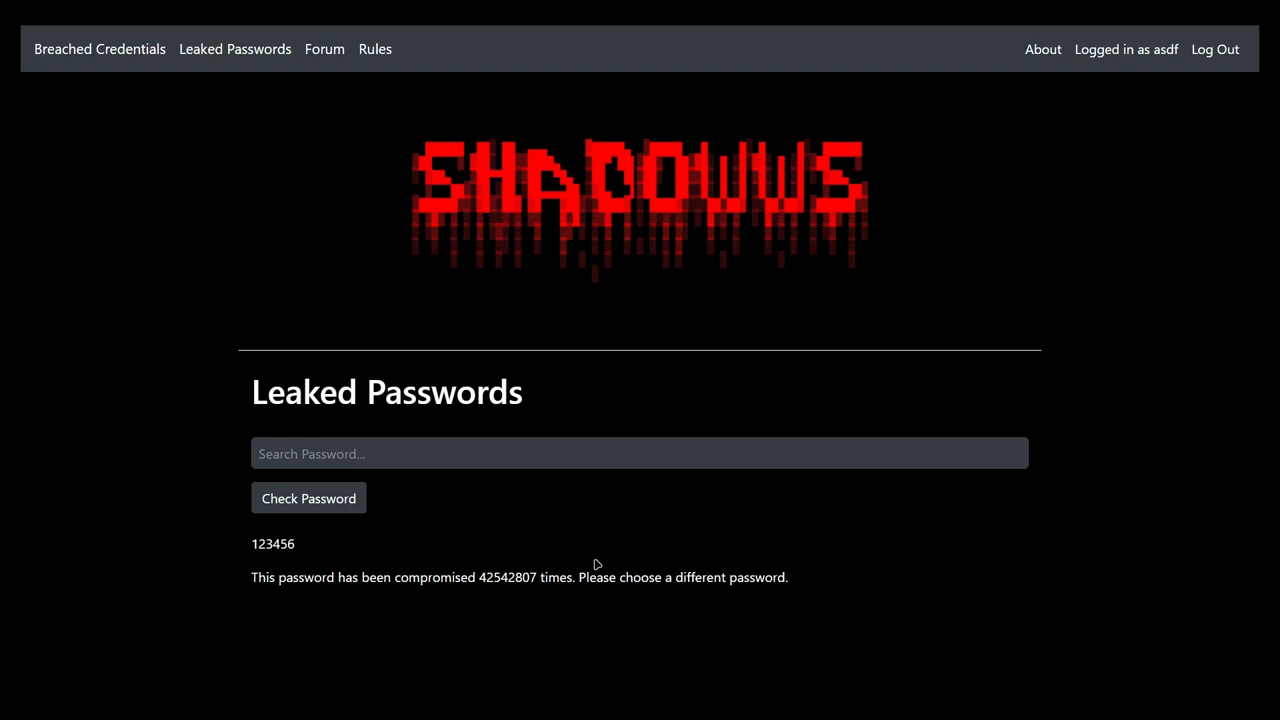 Breached Credentials Leaked Passwords Forum Rules About Logged in as asdf Log Out
SHADOWWS
Leaked Passwords
Search Password...
Check Password
123456
This password has been compromised 42542807 times. Please choose a different password.